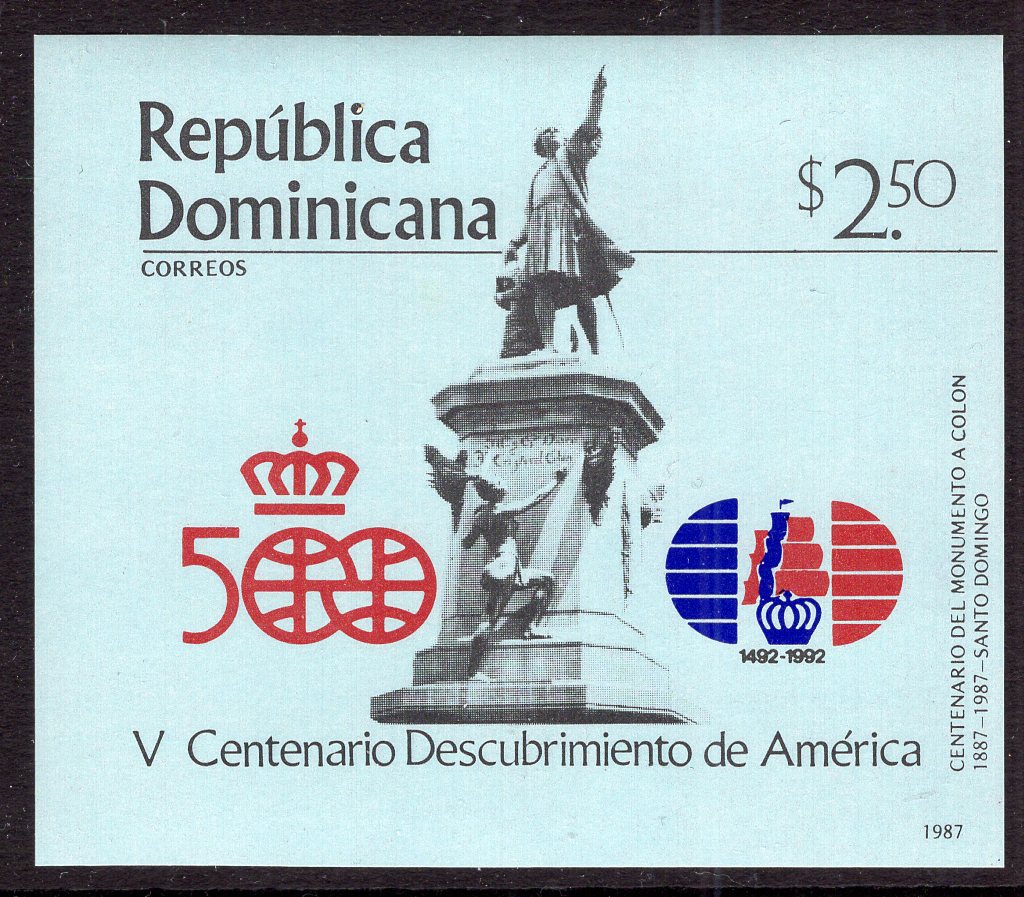 República
Dominicana
CORREOS
$2.50
500
1492-1992
V Centenario Descubrimiento de América
CENTENARIO DEL MONUMENTO A COLON
1887-1987-SANTO DOMINGO
1987